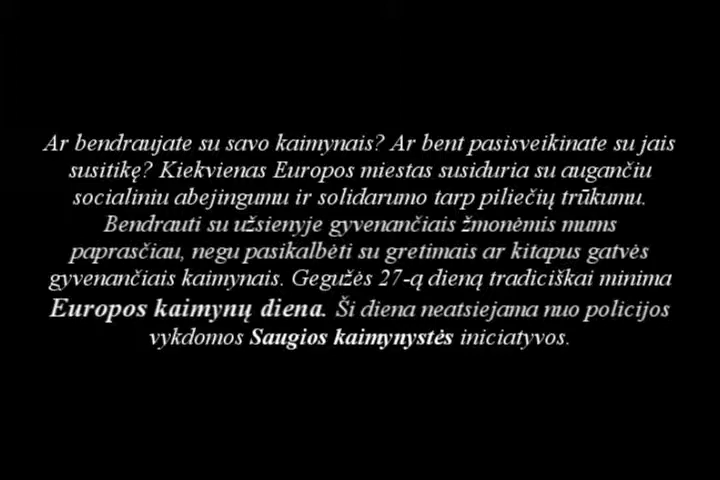 Ar bendraujate su savo kaimynais? Ar bent pasisveikinate su jais
susitikę? Kiekvienas Europos miestas susiduria su augančiu
socialiniu abejingumu ir solidarumo tarp piliečių trūkumu.
Bendrauti su užsienyje gyvenančiais žmonėmis mums
paprasčiau, negu pasikalbėti su gretimais ar kitapus gatvės
gyvenančiais kaimynais. Gegužės 27-ą dieną tradiciškai minima
Europos kaimynų diena. Ši diena neatsiejama nuo policijos
vykdomos Saugios kaimynystės iniciatyvos.